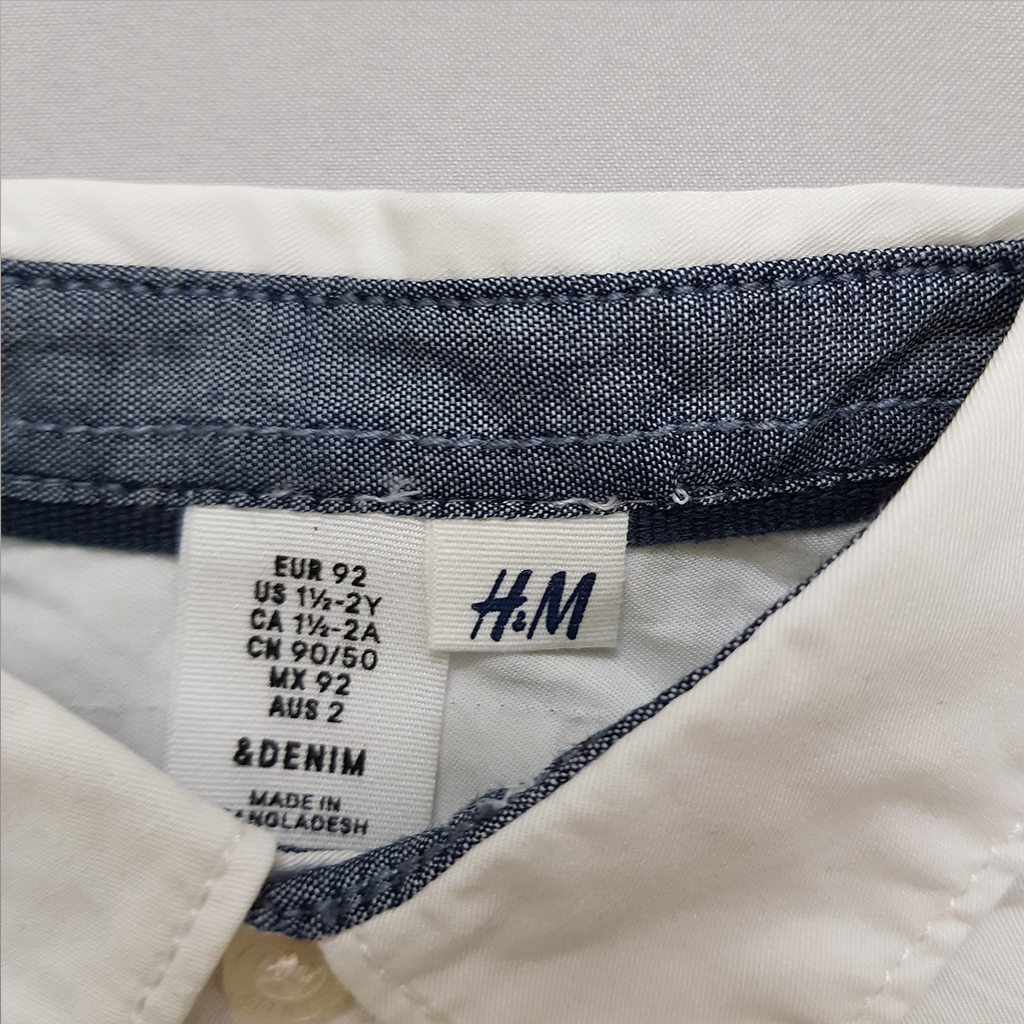 EUR 92
US 1½-2Y
CA 1½-2A
CN 90/50
MX 92
AUS 2
&DENIM
MADE IN
ANGLADESH
H&M